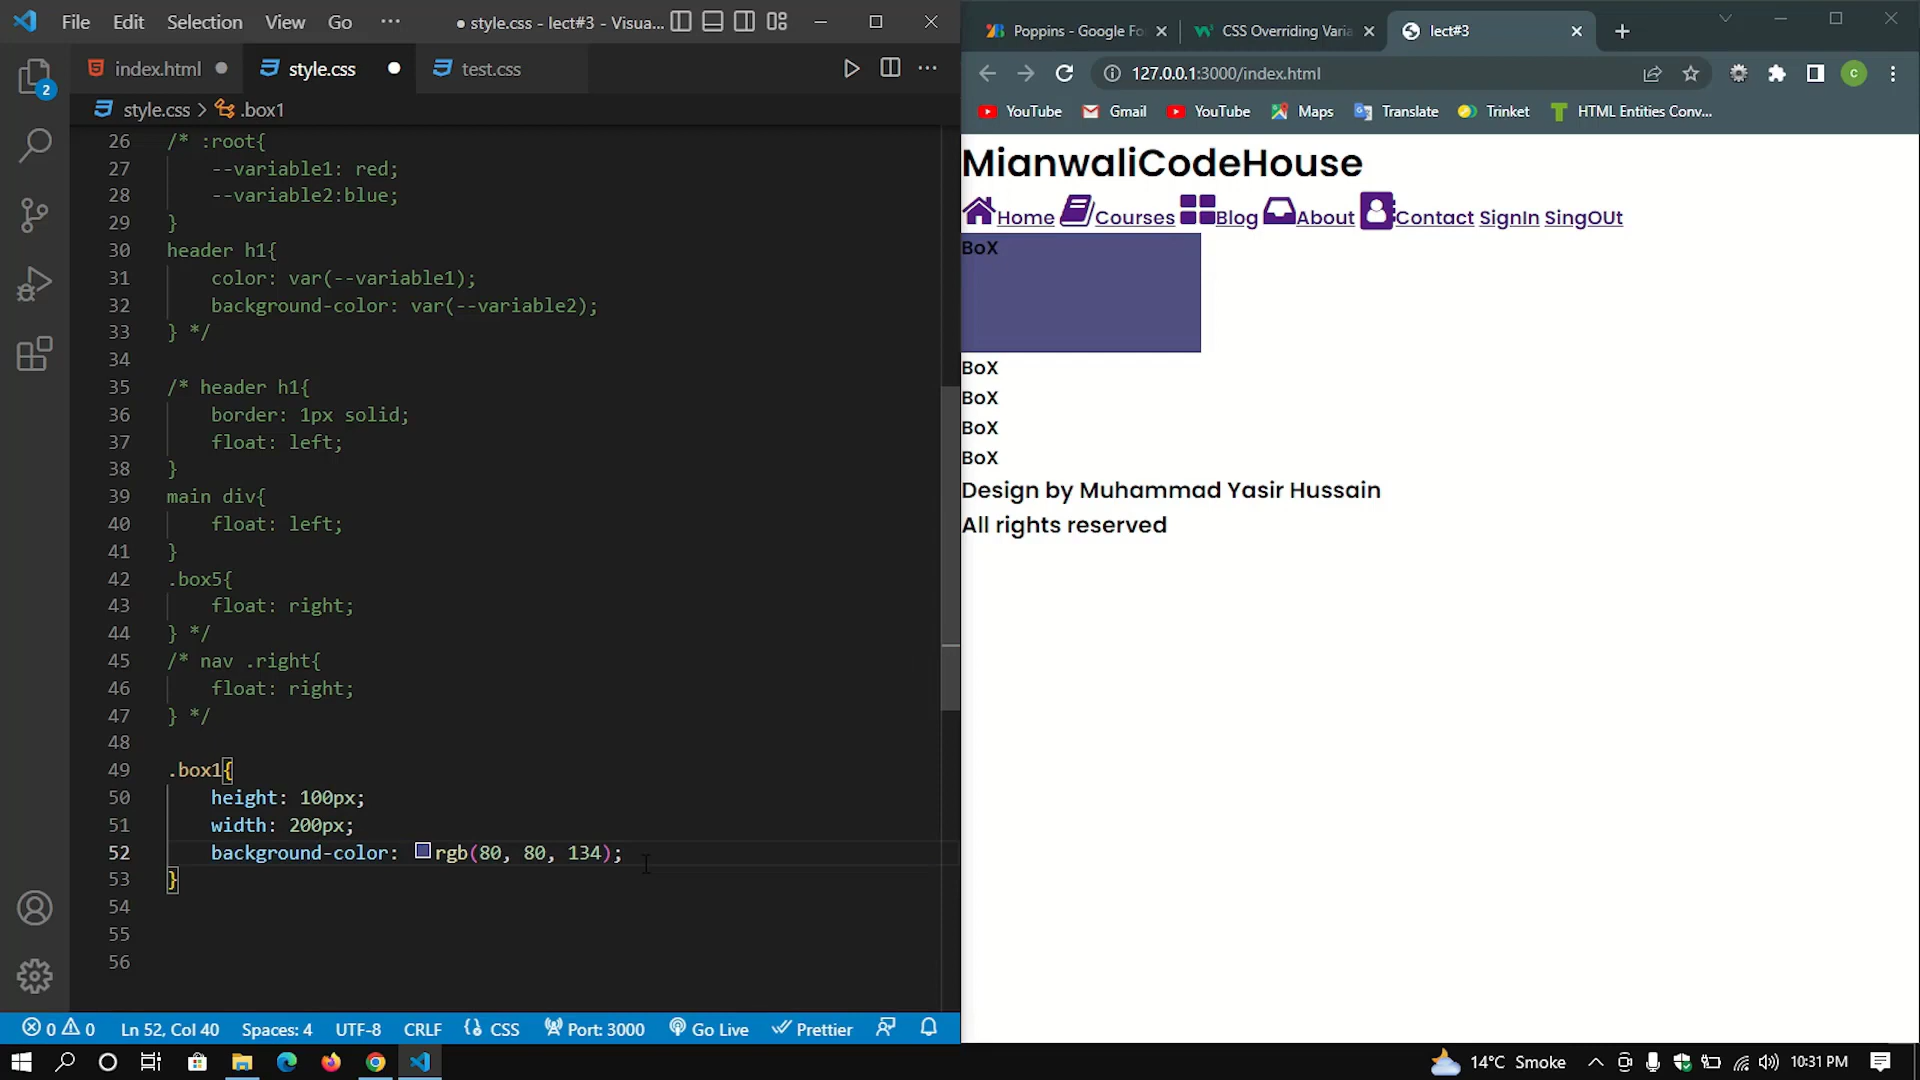 File Edit Selection View Go ··· ● style.css - lect#3 - Visua...
index.html ● style.css ● test.css
style.css > .box1
26 /* :root{
27 --variable1: red;
28 --variable2:blue;
29 }
30 header h1{
31 color: var(--variable1);
32 background-color: var(--variable2);
33 } */
34
35 /* header h1{
36 border: 1px solid;
37 float: left;
38 }
39 main div{
40 float: left;
41 }
42 .box5{
43 float: right;
44 } */
45 /* nav .right{
46 float: right;
47 } */
48
49 .box1{
50 height: 100px;
51 width: 200px;
52 background-color: rgb(80, 80, 134);
53 }
54
55
56
2
0 0 Ln 52, Col 40 Spaces: 4 UTF-8 CRLF CSS Port: 3000 Go Live Prettier
Poppins - Google Fo CSS Overriding Varia lect#3
127.0.0.1:3000/index.html C
YouTube Gmail YouTube Maps Translate Trinket HTML Entities Conv...
MianwaliCodeHouse
Home Courses Blog About Contact SignIn SingOUt
BoX
BoX
BoX
BoX
BoX
Design by Muhammad Yasir Hussain
All rights reserved
14°C Smoke 10:31 PM